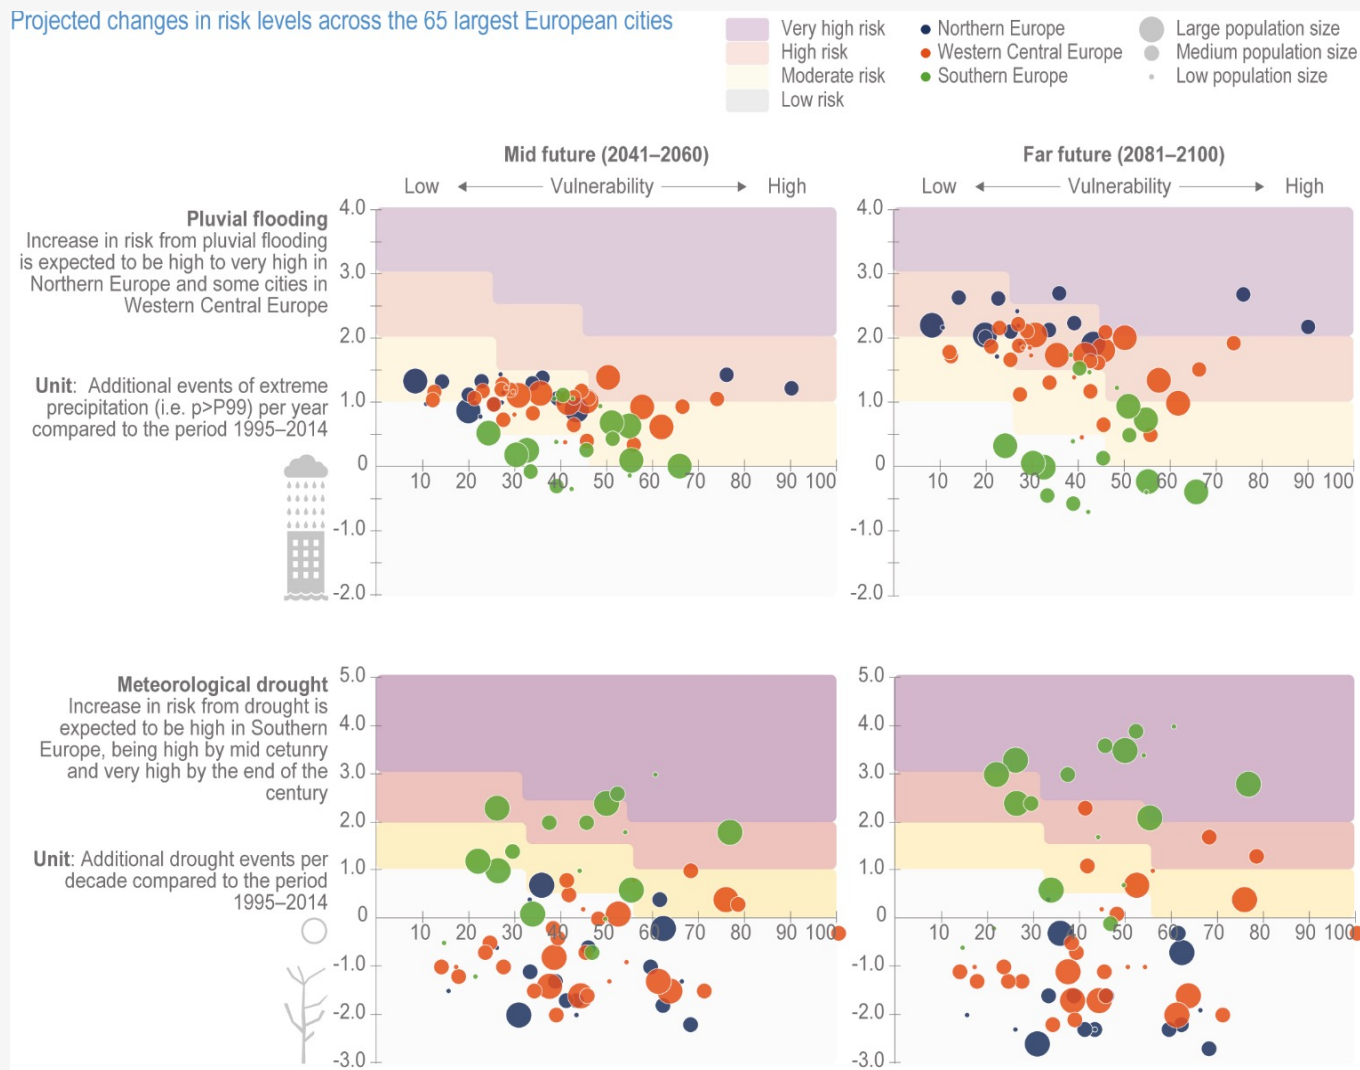 Projected changes in risk levels across the 65 largest European cities
Very high risk
High risk
Moderate risk
Low risk
Northern Europe
Western Central Europe
Southern Europe
Large population size
Medium population size
Low population size
Mid future (2041–2060)
Low Vulnerability High
Far future (2081–2100)
Low Vulnerability High
Pluvial flooding
Increase in risk from pluvial flooding
is expected to be high to very high in
Northern Europe and some cities in
Western Central Europe
Unit: Additional events of extreme
precipitation (i.e. p>P99) per year
compared to the period 1995–2014
4.0
3.0
2.0
1.0
0
-1.0
-2.0
10 20 30 40 50 60 70 80 90 100
4.0
3.0
2.0
1.0
0
-1.0
-2.0
10 20 30 40 50 60 70 80 90 100
Meteorological drought
Increase in risk from drought is
expected to be high in Southern
Europe, being high by mid cetunry
and very high by the end of the
century
Unit: Additional drought events per
decade compared to the period
1995–2014
5.0
4.0
3.0
2.0
1.0
0
-1.0
-2.0
-3.0
10 20 30 40 50 60 70 80 90 100
5.0
4.0
3.0
2.0
1.0
0
-1.0
-2.0
-3.0
10 20 30 40 50 60 70 80 90 100